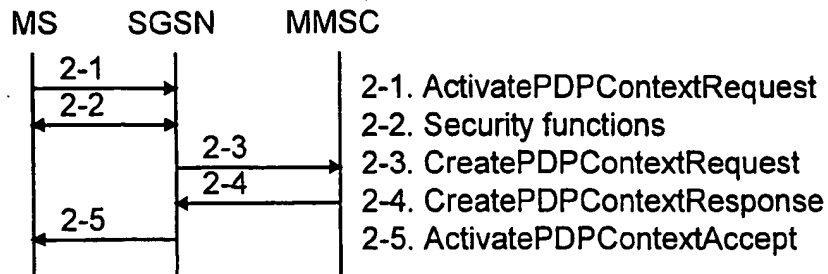 MS SGSN MMSC
2-1
2-1. ActivatePDPContextRequest
2-2
2-2. Security functions
2-3
2-3. CreatePDPContextRequest
2-4
2-4. CreatePDPContextResponse
2-5
2-5. ActivatePDPContextAccept